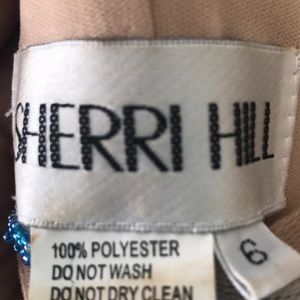 SHERRI HILL
100% POLYESTER
DO NOT WASH
DO NOT DRY CLEAN
6